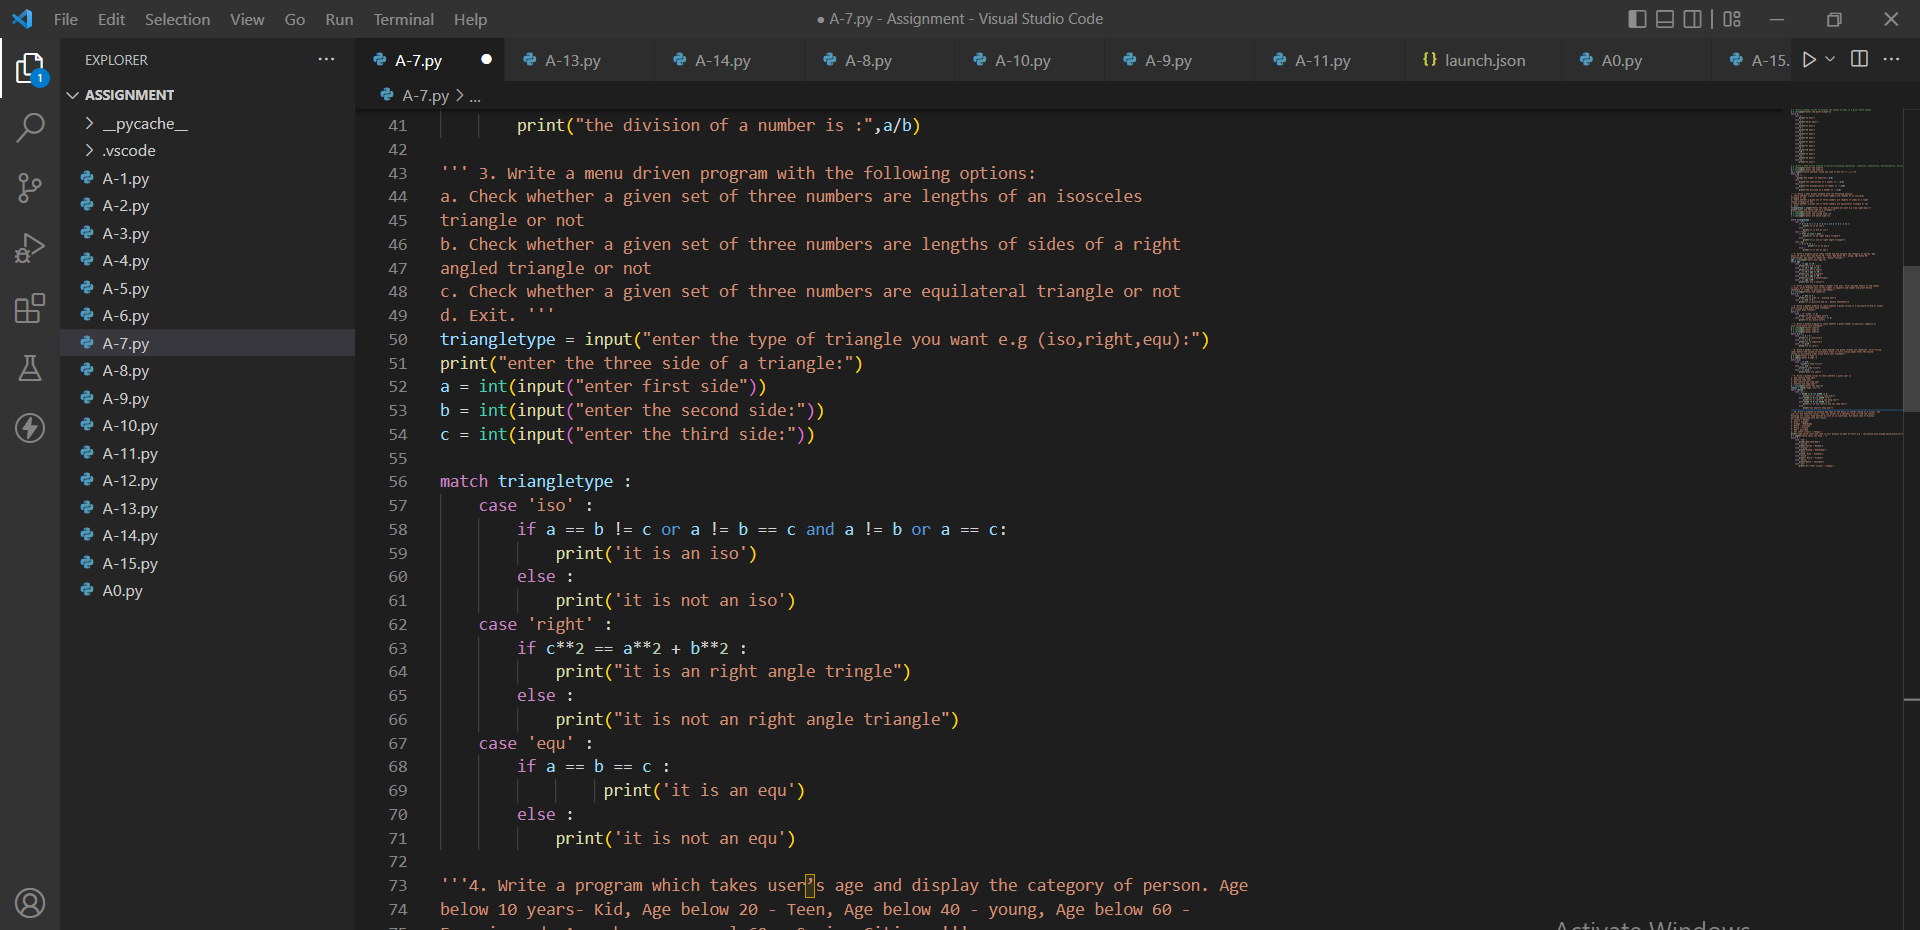 File Edit Selection View Go Run Terminal Help
● A-7.py - Assignment - Visual Studio Code
EXPLORER
ASSIGNMENT
__pycache__
.vscode
A-1.py
A-2.py
A-3.py
A-4.py
A-5.py
A-6.py
A-7.py
A-8.py
A-9.py
A-10.py
A-11.py
A-12.py
A-13.py
A-14.py
A-15.py
A0.py
1
A-7.py A-13.py A-14.py A-8.py A-10.py A-9.py A-11.py {} launch.json A0.py A-15.
A-7.py > ...
41 print("the division of a number is :",a/b)
42
43 ''' 3. Write a menu driven program with the following options:
44 a. Check whether a given set of three numbers are lengths of an isosceles
45 triangle or not
46 b. Check whether a given set of three numbers are lengths of sides of a right
47 angled triangle or not
48 c. Check whether a given set of three numbers are equilateral triangle or not
49 d. Exit. '''
50 triangletype = input("enter the type of triangle you want e.g (iso,right,equ):")
51 print("enter the three side of a triangle:")
52 a = int(input("enter first side"))
53 b = int(input("enter the second side:"))
54 c = int(input("enter the third side:"))
55
56 match triangletype :
57 case 'iso' :
58 if a == b != c or a != b == c and a != b or a == c:
59 print('it is an iso')
60 else :
61 print('it is not an iso')
62 case 'right' :
63 if c**2 == a**2 + b**2 :
64 print("it is an right angle tringle")
65 else :
66 print("it is not an right angle triangle")
67 case 'equ' :
68 if a == b == c :
69 print('it is an equ')
70 else :
71 print('it is not an equ')
72
73 '''4. Write a program which takes user’s age and display the category of person. Age
74 below 10 years- Kid, Age below 20 - Teen, Age below 40 - young, Age below 60 -
75
Activate Windows